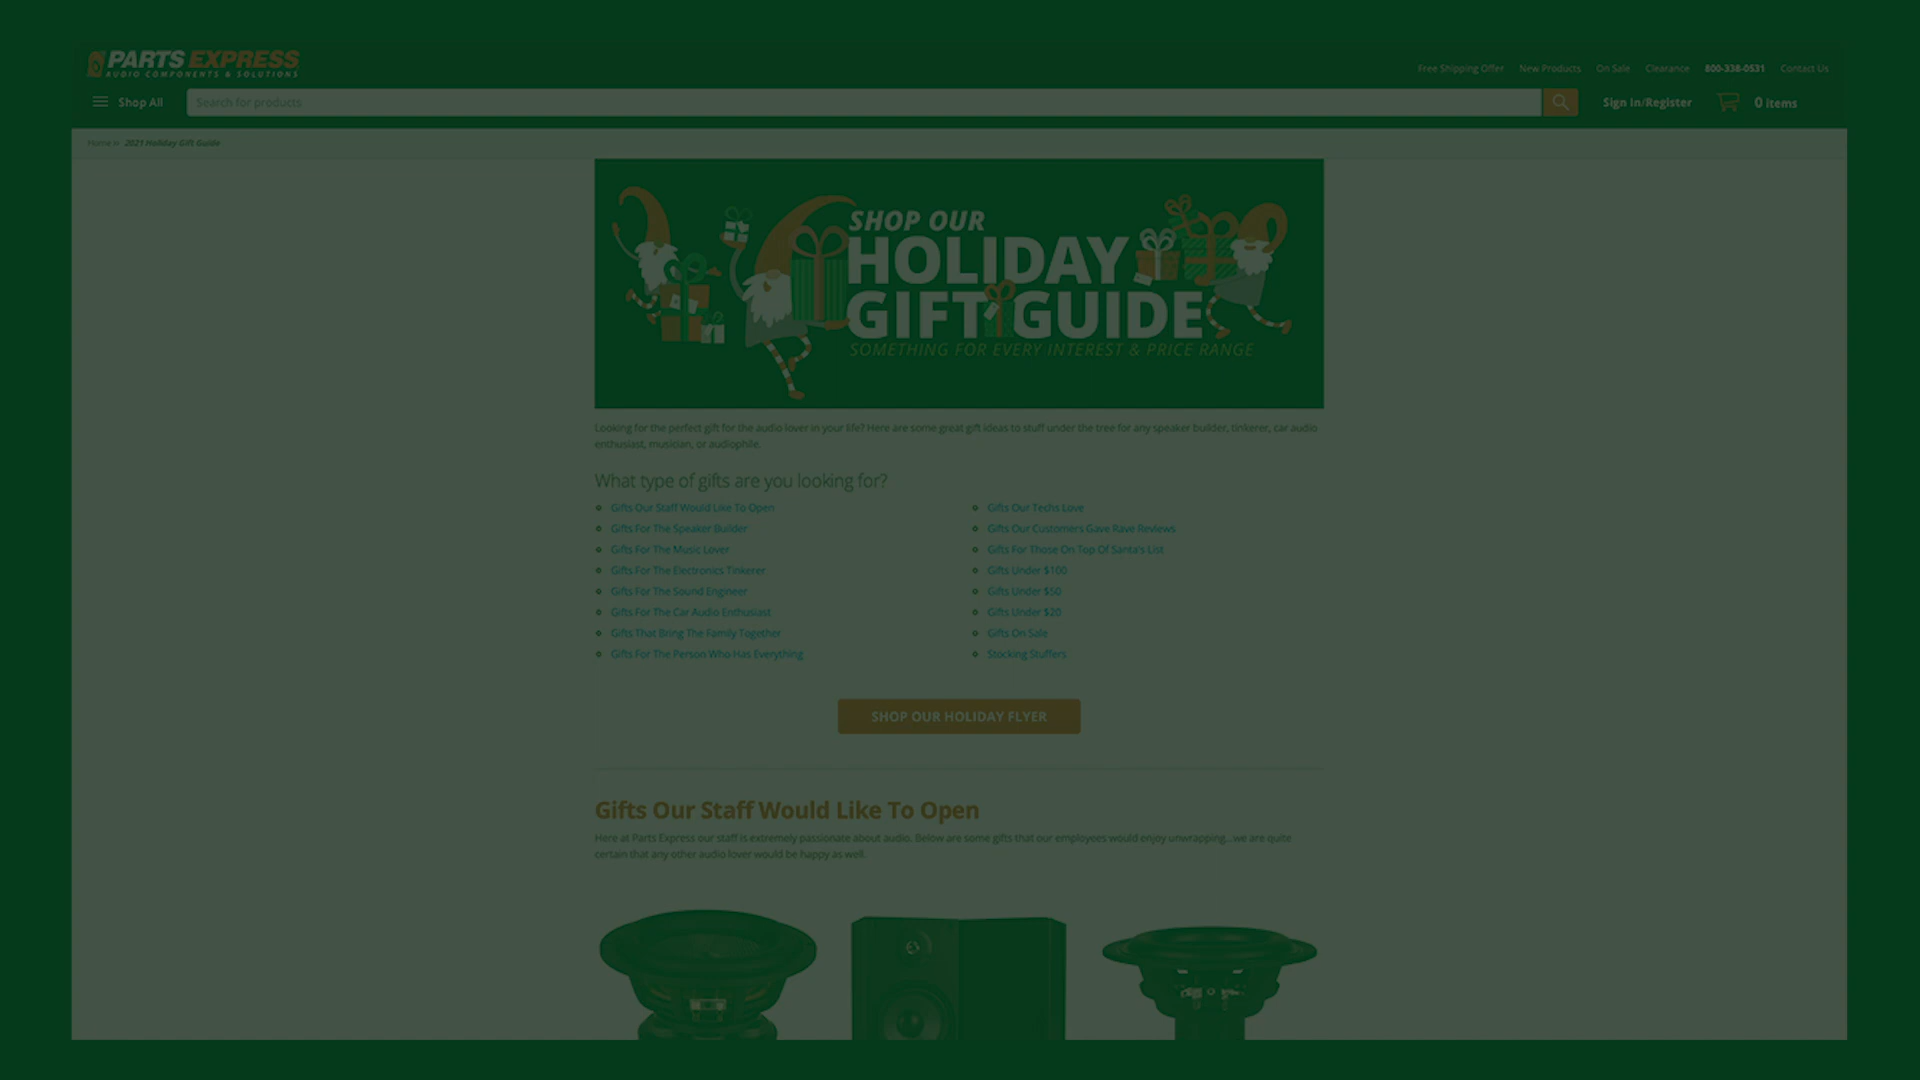 PARTS EXPRESS
AUDIO COMPONENTS & SOLUTIONS
Free Shipping Offer New Products On Sale Clearance 800-338-0531 Contact Us
Shop All Search for products Sign In/Register 0 items
Home » 2021 Holiday Gift Guide
SHOP OUR
HOLIDAY
GIFT GUIDE
SOMETHING FOR EVERY INTEREST & PRICE RANGE
Looking for the perfect gift for the audio lover in your life? Here are some great gift ideas to stuff under the tree for any speaker builder, tinkerer, car audio
enthusiast, musician, or audiophile.
What type of gifts are you looking for?
Gifts Our Staff Would Like To Open
Gifts For The Speaker Builder
Gifts For The Music Lover
Gifts For The Electronics Tinkerer
Gifts For The Sound Engineer
Gifts For The Car Audio Enthusiast
Gifts That Bring The Family Together
Gifts For The Person Who Has Everything
Gifts Our Techs Love
Gifts Our Customers Gave Rave Reviews
Gifts For Those On Top Of Santa's List
Gifts Under $100
Gifts Under $50
Gifts Under $20
Gifts On Sale
Stocking Stuffers
SHOP OUR HOLIDAY FLYER
Gifts Our Staff Would Like To Open
Here at Parts Express our staff is extremely passionate about audio. Below are some gifts that our employees would enjoy unwrapping...we are quite
certain that any other audio lover would be happy as well.